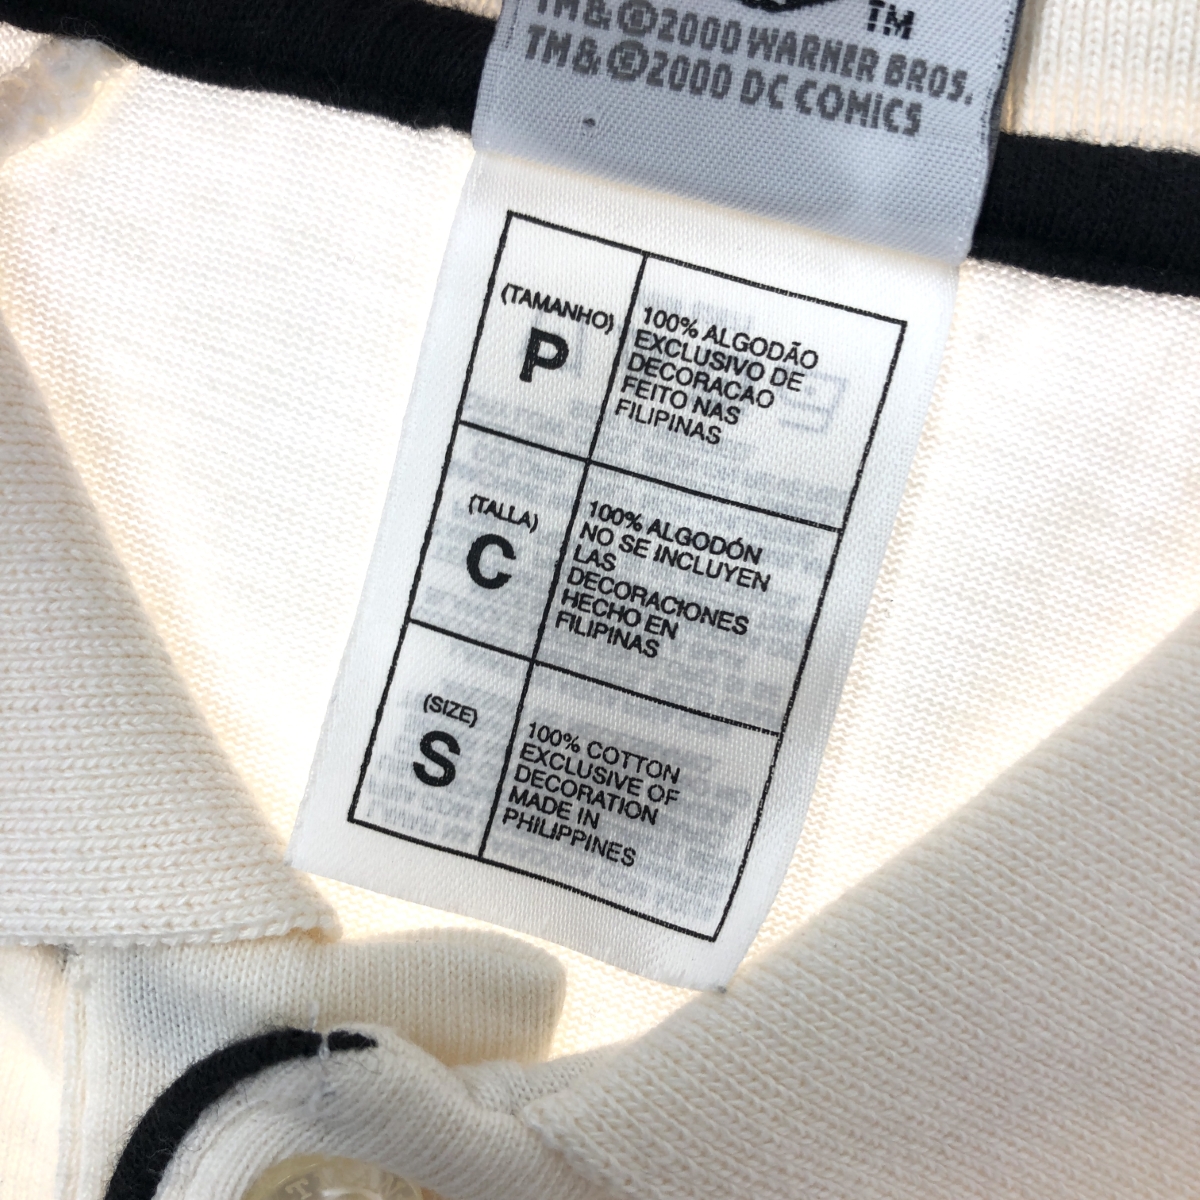 TM
TM & © 2000 WARNER BROS.
TM & © 2000 DC COMICS
(TAMANHO)
P
100% ALGODÃO
EXCLUSIVO DE
DECORACAO
FEITO NAS
FILIPINAS
(TALLA)
C
100% ALGODÓN
NO SE INCLUYEN
LAS
DECORACIONES
HECHO EN
FILIPINAS
(SIZE)
S
100% COTTON
EXCLUSIVE OF
DECORATION
MADE IN
PHILIPPINES